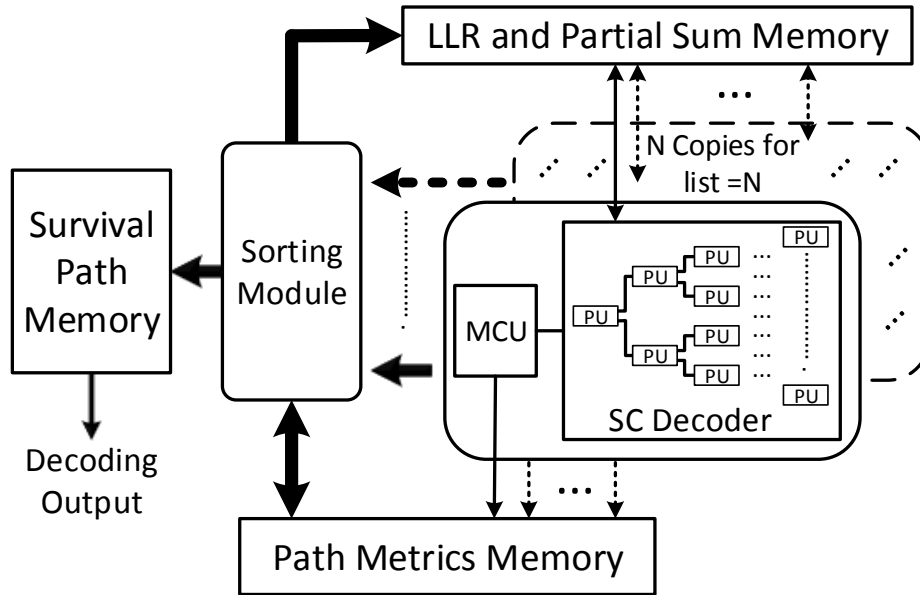 LLR and Partial Sum Memory
...
N Copies for
list =N
Survival
Path
Memory
Sorting
Module
MCU
PU
PU
PU
PU
PU
PU
PU
PU
PU
SC Decoder
Decoding
Output
...
Path Metrics Memory